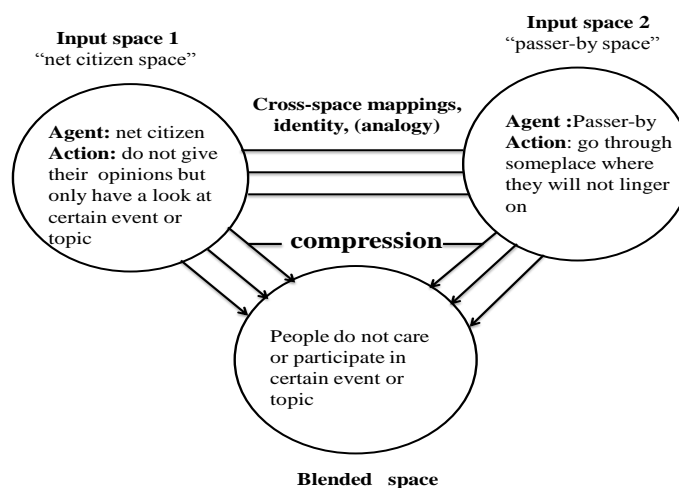 Input space 1
“net citizen space”
Agent: net citizen
Action: do not give
their opinions but
only have a look at
certain event or
topic
Cross-space mappings,
identity, (analogy)
Input space 2
“passer-by space”
Agent :Passer-by
Action: go through
someplace where
they will not linger
on
compression
People do not care
or participate in
certain event or
topic
Blended space